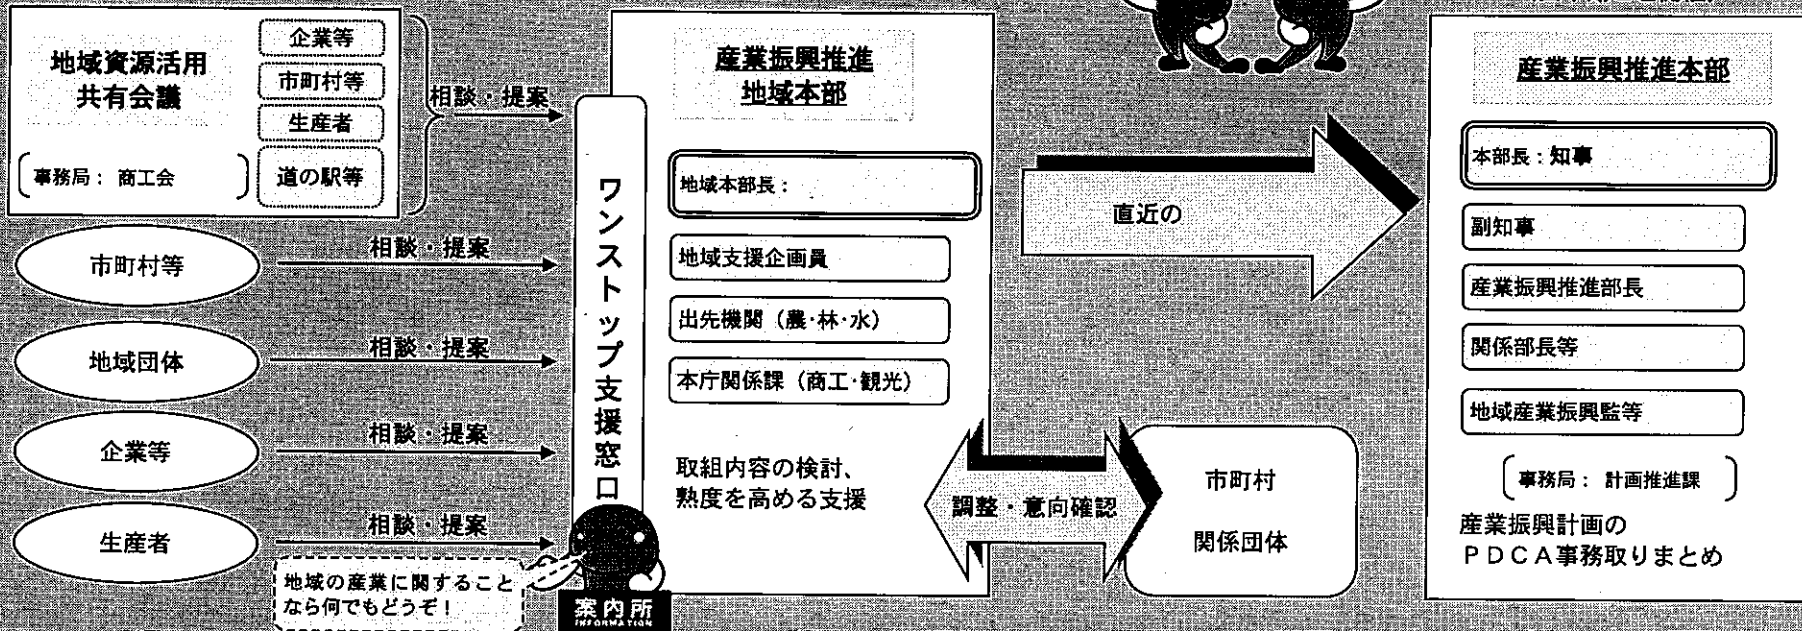 地域資源活用
共有会議
企業等
市町村等
生産者
道の駅等
事務局： 商工会
相談・提案
市町村等
相談・提案
地域団体
相談・提案
企業等
相談・提案
生産者
相談・提案
地域の産業に関すること
なら何でもどうぞ！
案内所
INFORMATION
ワンストップ支援窓口
産業振興推進
地域本部
地域本部長：
地域支援企画員
出先機関（農・林・水）
本庁関係課（商工・観光）
取組内容の検討、
熟度を高める支援
調整・意向確認
市町村
関係団体
直近の
産業振興推進本部
本部長：知事
副知事
産業振興推進部長
関係部長等
地域産業振興監等
事務局： 計画推進課
産業振興計画の
ＰＤＣＡ事務取りまとめ